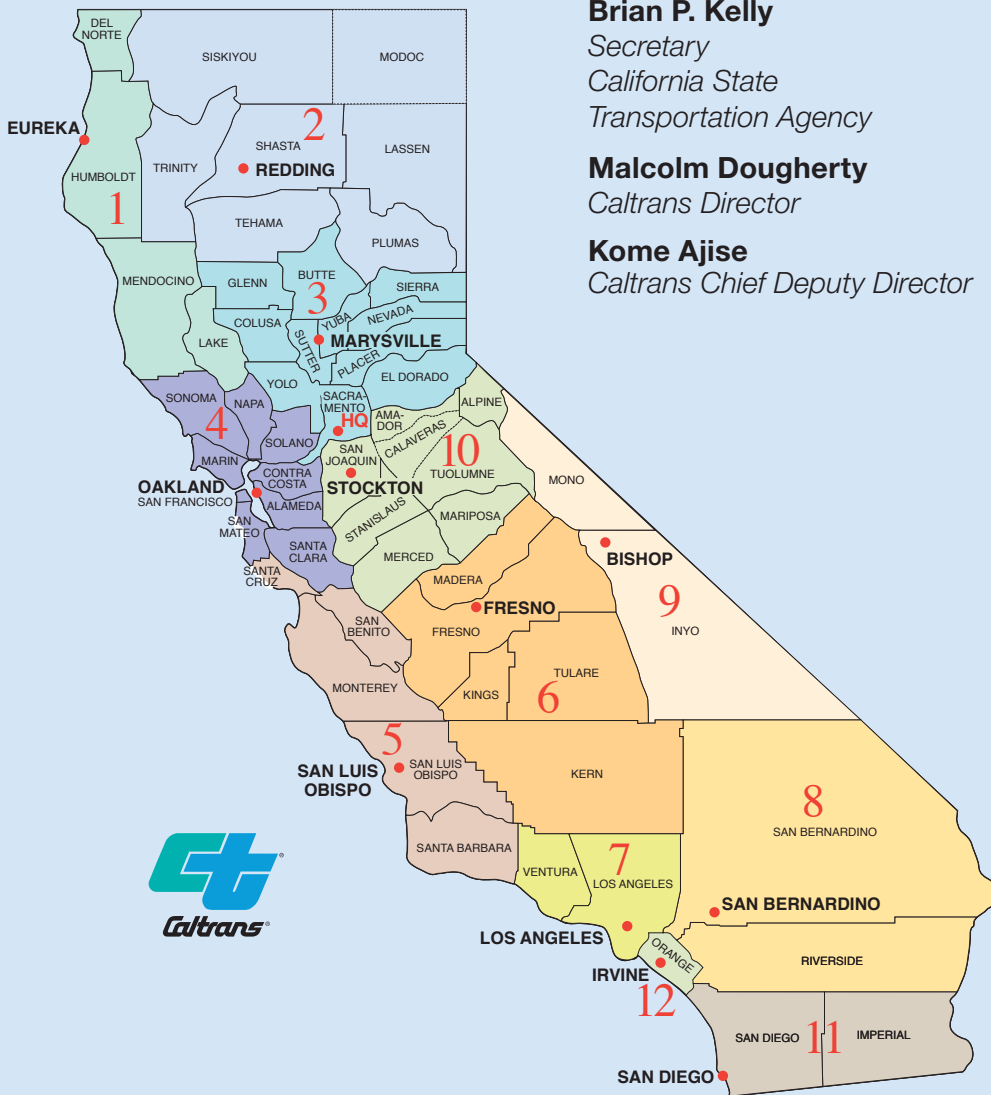 Brian P. Kelly
Secretary
California State
Transportation Agency
Malcolm Dougherty
Caltrans Director
Kome Ajise
Caltrans Chief Deputy Director
DEL
NORTE
SISKIYOU
MODOC
EUREKA
HUMBOLDT
1
TRINITY
2
SHASTA
REDDING
LASSEN
TEHAMA
PLUMAS
MENDOCINO
GLENN
BUTTE
3
SIERRA
COLUSA
LAKE
SUTTER
YUBA
NEVADA
MARYSVILLE
PLACER
YOLO
EL DORADO
SACRA-
MENTO
HQ
SONOMA
4
NAPA
SOLANO
MARIN
AMA-
DOR
ALPINE
CALAVERAS
10
TUOLUMNE
SAN
JOAQUIN
STOCKTON
CONTRA
COSTA
OAKLAND
SAN FRANCISCO
ALAMEDA
SAN
MATEO
SANTA
CLARA
SANTA
CRUZ
STANISLAUS
MARIPOSA
MERCED
MONO
BISHOP
9
INYO
MADERA
FRESNO
FRESNO
SAN
BENITO
MONTEREY
KINGS
TULARE
6
5
SAN LUIS
OBISPO
SAN LUIS
OBISPO
KERN
SANTA BARBARA
VENTURA
7
LOS ANGELES
LOS ANGELES
8
SAN BERNARDINO
SAN BERNARDINO
ORANGE
IRVINE
12
RIVERSIDE
SAN DIEGO
11
IMPERIAL
SAN DIEGO
ct®
Caltrans®